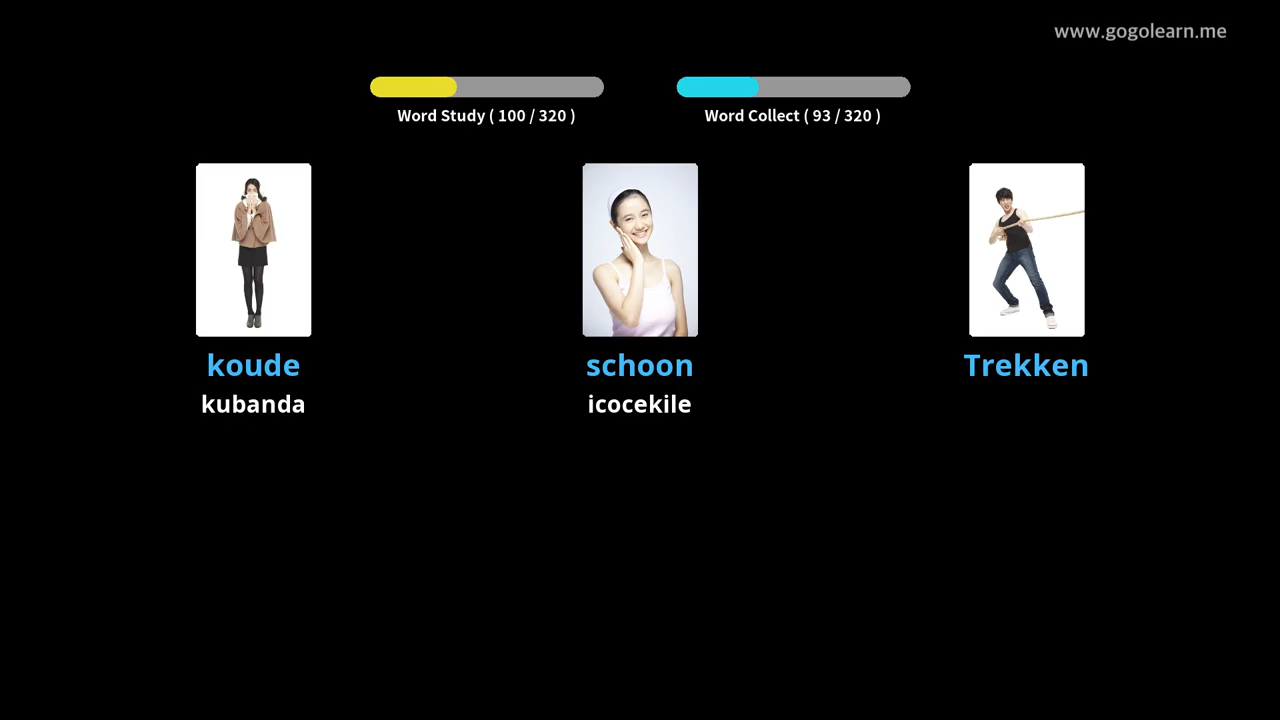 www.gogolearn.me
Word Study ( 100 / 320 )
Word Collect ( 93 / 320 )
koude
kubanda
schoon
icocekile
Trekken